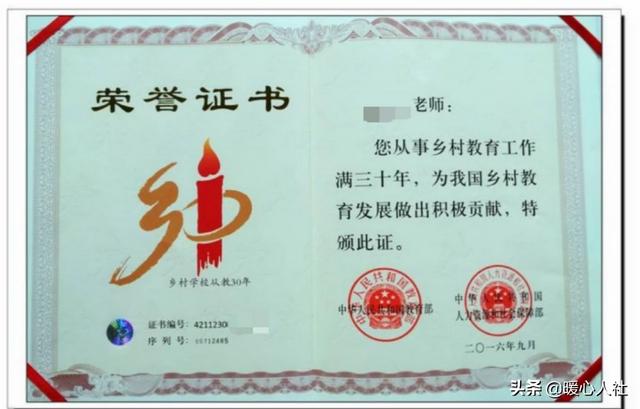 荣誉证书
乡村学校从教30年
证书编号: 4211230
序列号: 00712485
老师:
您从事乡村教育工作
满三十年，为我国乡村教
育发展做出积极贡献，特
颁此证。
中华人民共和国教育部
中华人民共和国
人力资源和社会保障部
二〇一六年九月
头条 @暖心人社